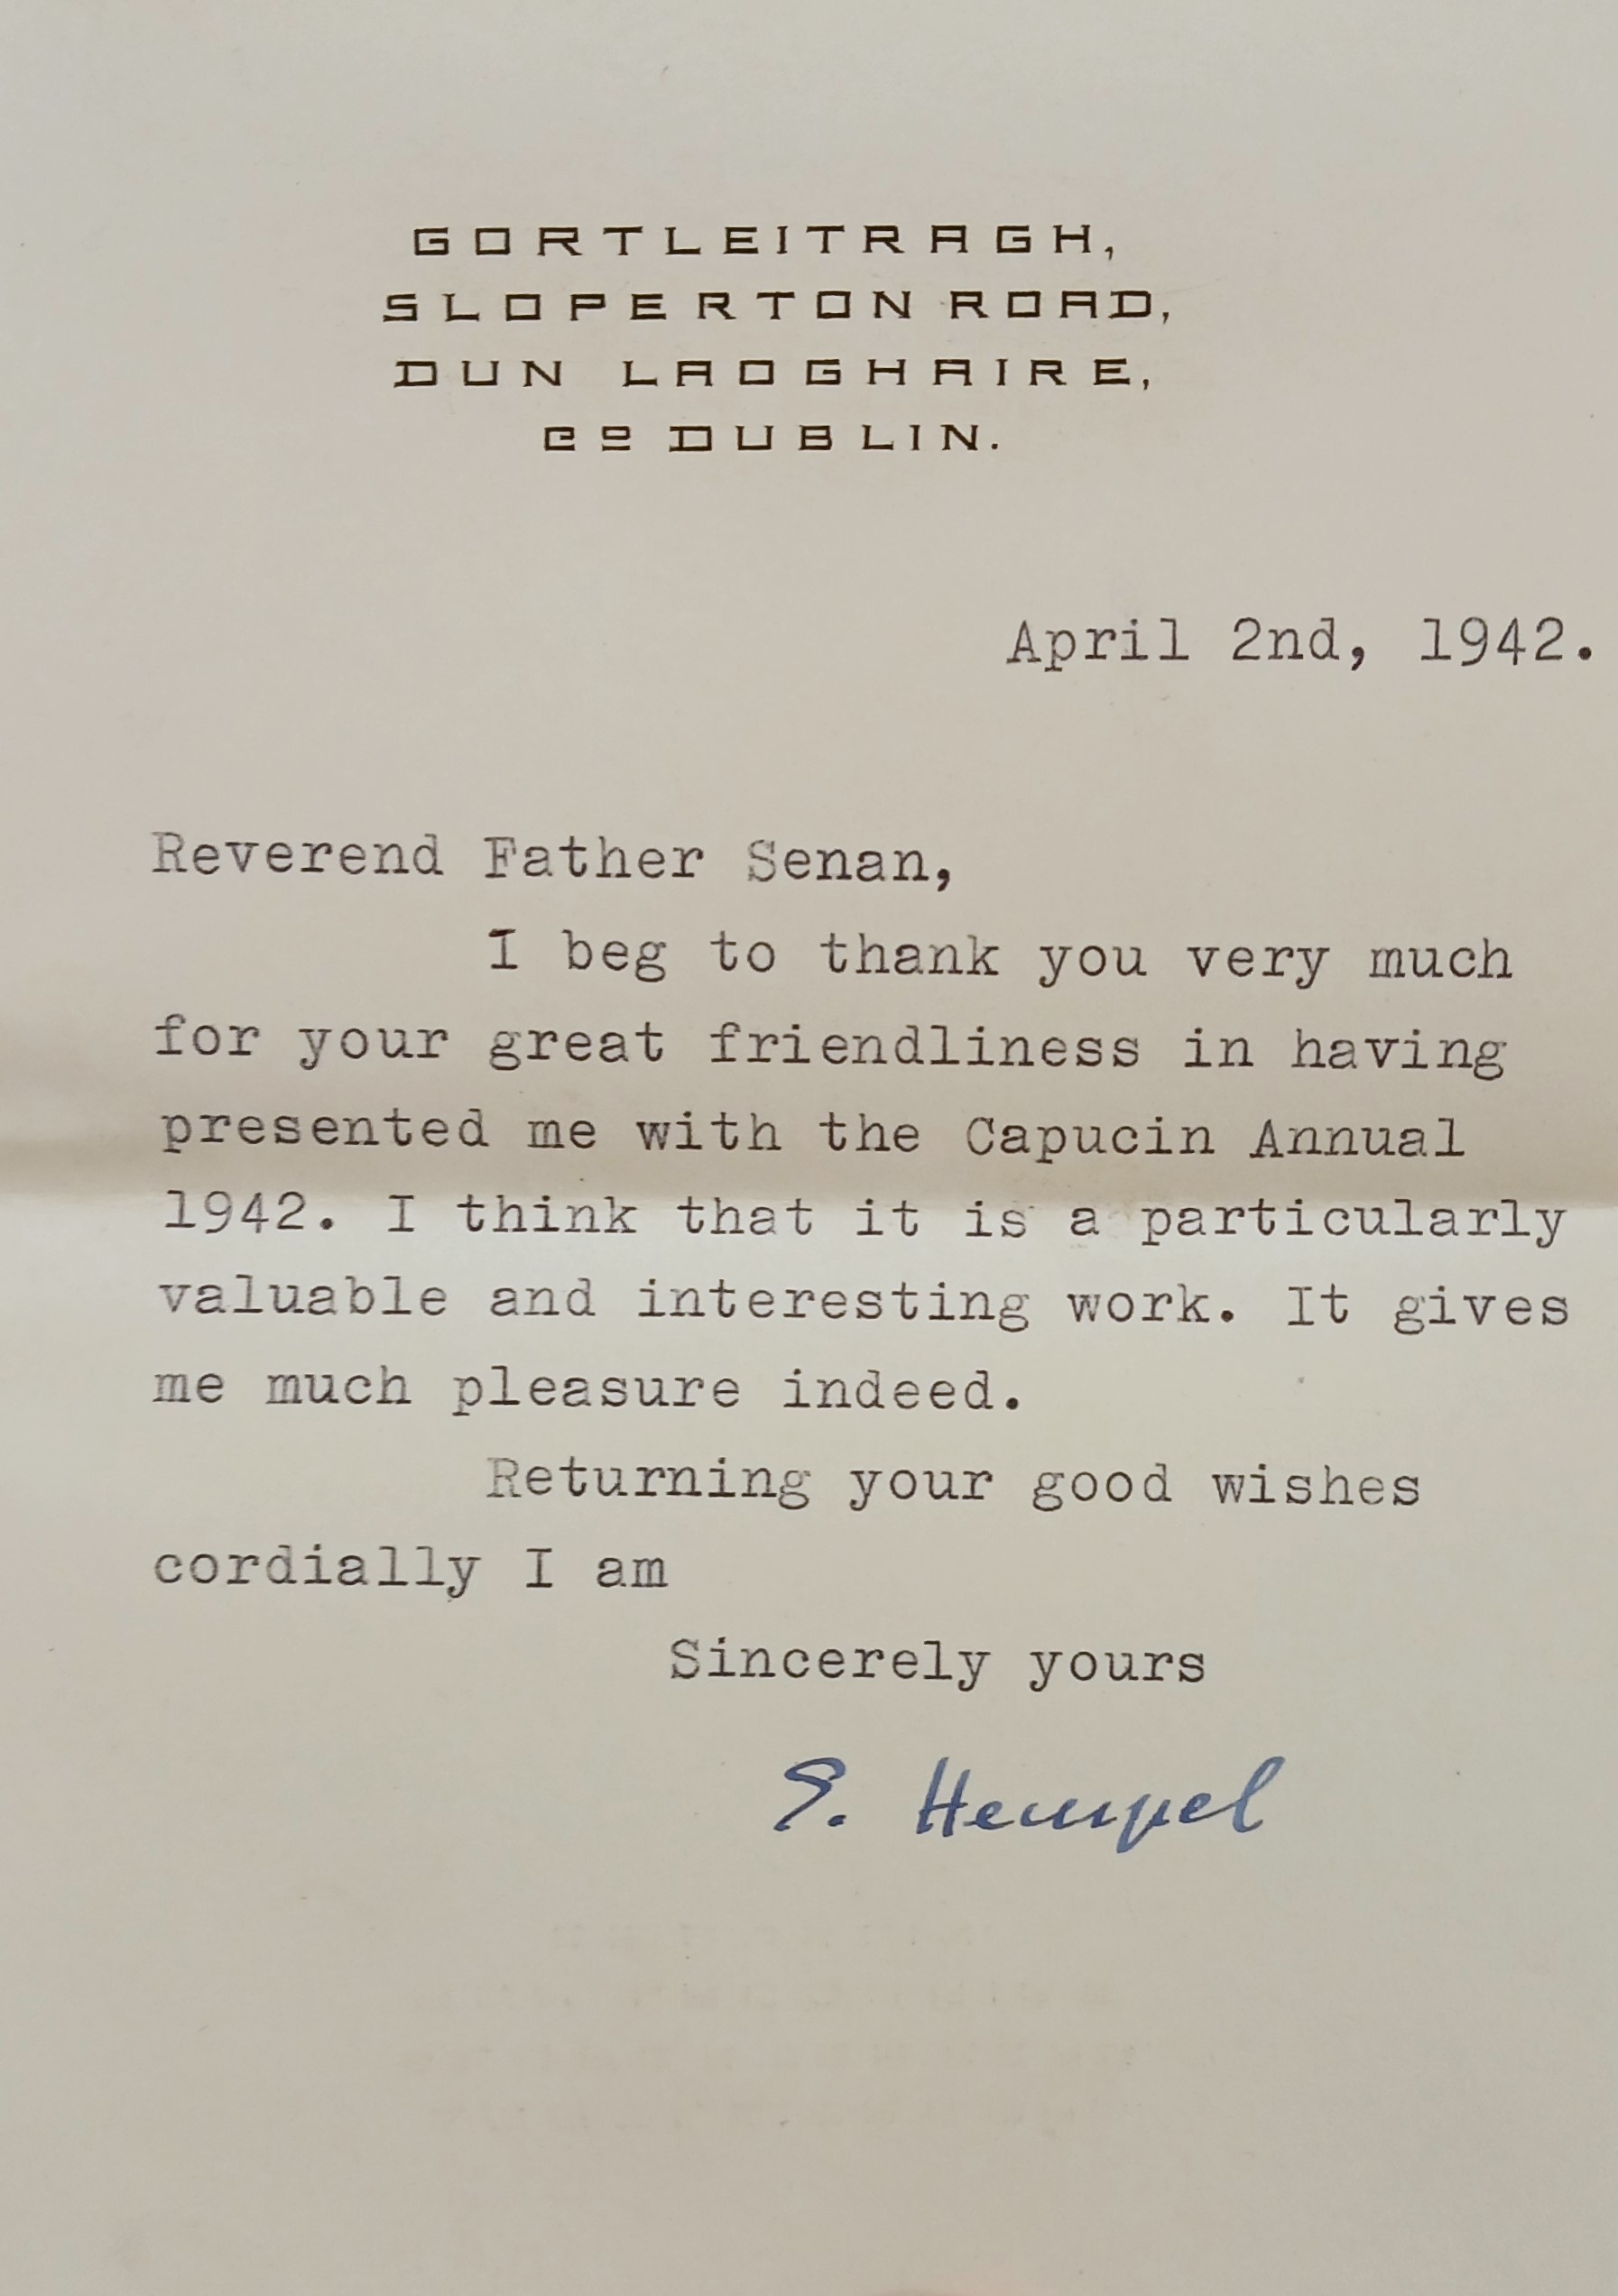 GORTLEITRAGH,
SLOPERTON ROAD,
DUN LAOGHAIRE,
Co DUBLIN.
April 2nd, 1942.
Reverend Father Senan,
I beg to thank you very much
for your great friendliness in having
presented me with the Capucin Annual
1942. I think that it is a particularly
valuable and interesting work. It gives
me much pleasure indeed.
Returning your good wishes
cordially I am
Sincerely yours
E. Hempel